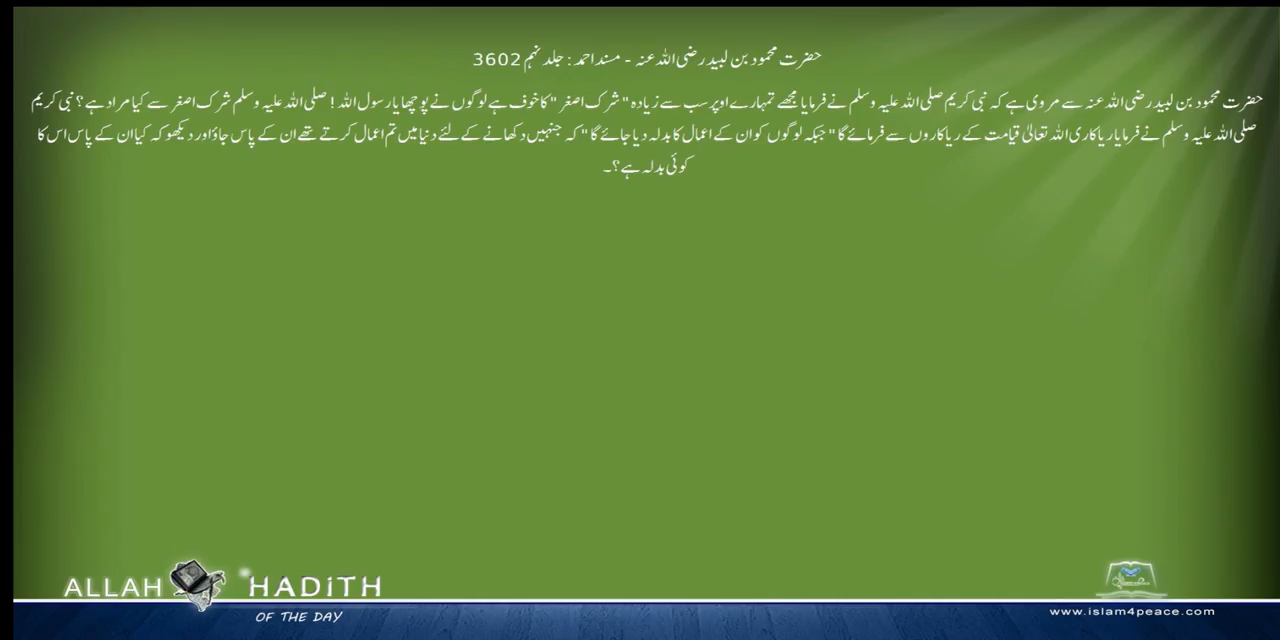 حضرت محمود بن لبید رضی اللہ عنہ - مسند احمد: جلد نہم 3602
حضرت محمود بن لبید رضی اللہ عنہ سے مروی ہے کہ نبی کریم صلی اللہ علیہ وسلم نے فرمایا مجھے تمہارے اوپر سب سے زیادہ "شرک اصغر" کا خوف ہے لوگوں نے پوچھا یا رسول اللہ! صلی اللہ علیہ وسلم شرک اصغر سے کیا مراد ہے؟ نبی کریم
صلی اللہ علیہ وسلم نے فرمایا ریاکاری اللہ تعالیٰ قیامت کے ریاکاروں سے فرمائے گا "جبکہ لوگوں کو ان کے اعمال کا بدلہ دیا جائے گا" کہ جنہیں دکھانے کے لئے دنیا میں تم اعمال کرتے تھے ان کے پاس جاؤ اور دیکھو کہ کیا ان کے پاس اس کا
کوئی بدلہ ہے؟۔
ALLAH HADITH
OF THE DAY
www.islam4peace.com